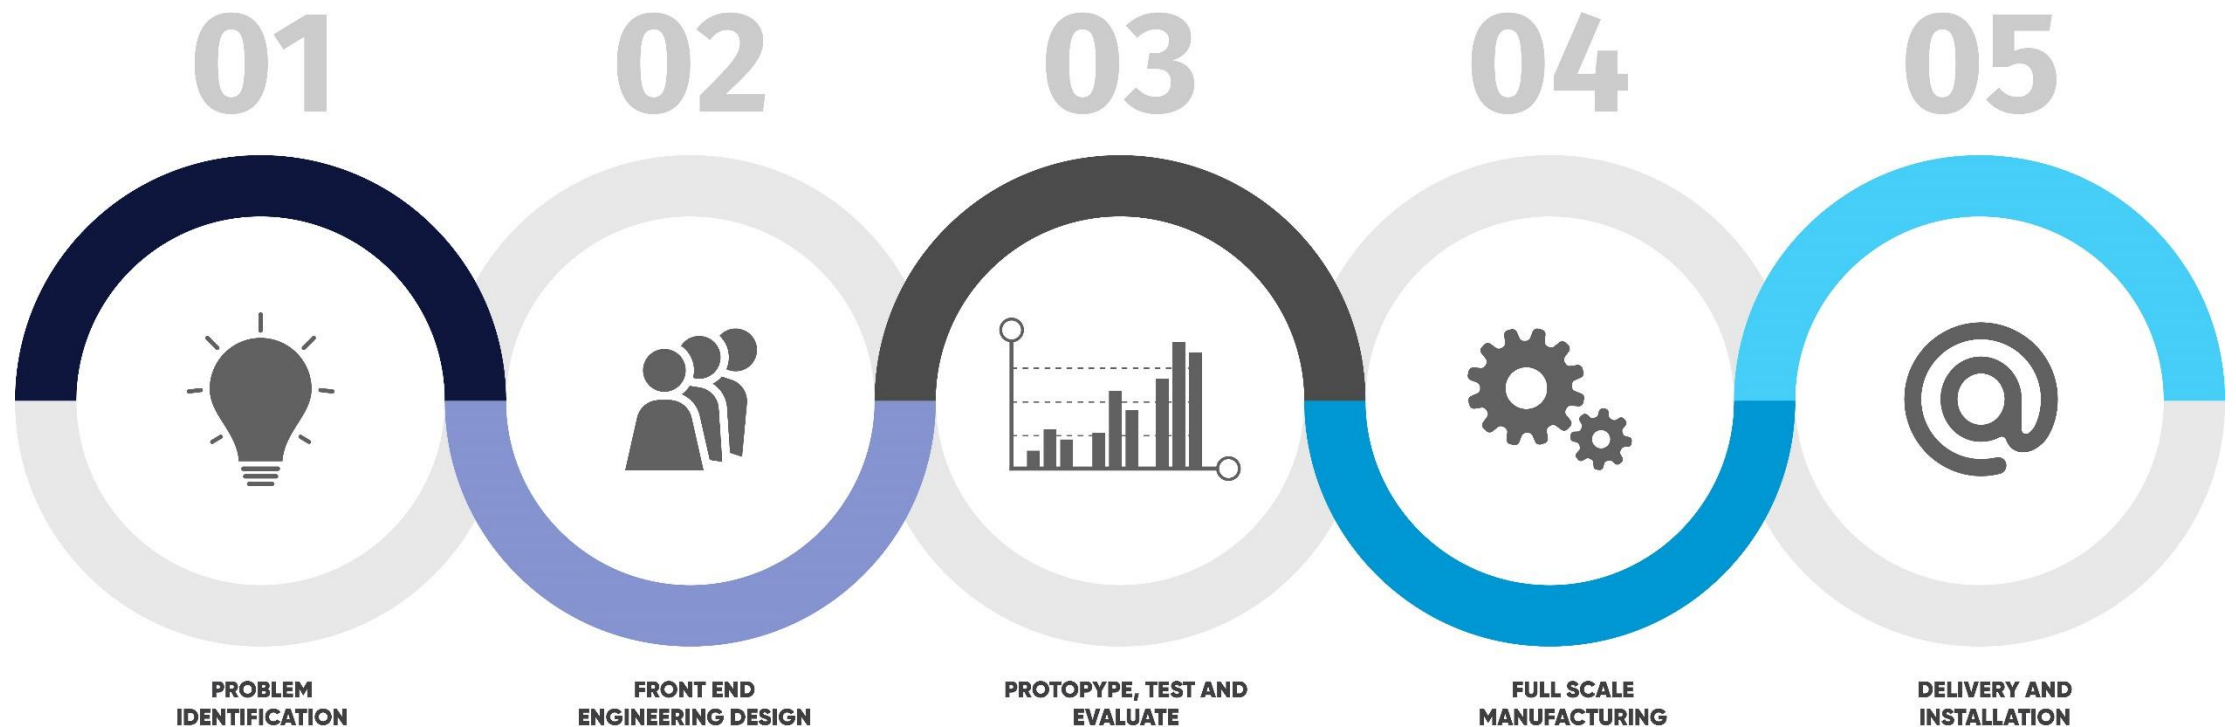 01
02
03
04
05
PROBLEM
IDENTIFICATION
FRONT END
ENGINEERING DESIGN
PROTOPYPE, TEST AND
EVALUATE
FULL SCALE
MANUFACTURING
DELIVERY AND
INSTALLATION